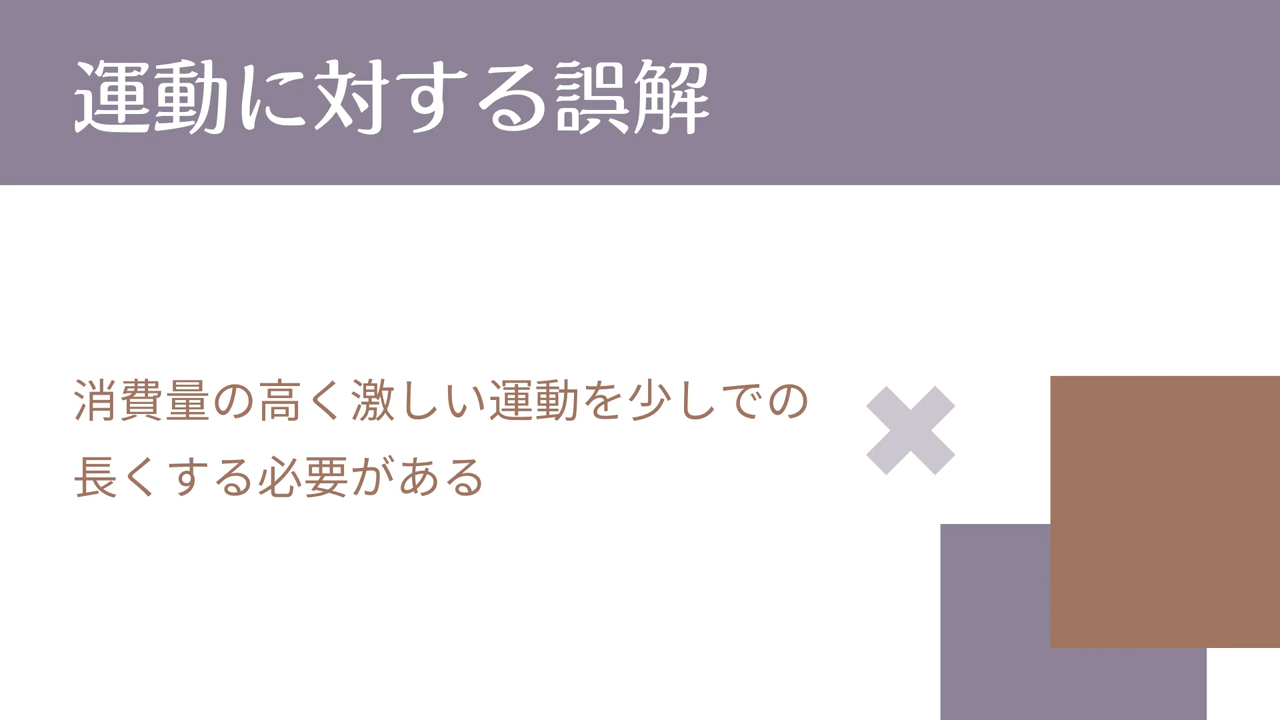 運動に対する誤解
消費量の高く激しい運動を少しでの
長くする必要がある